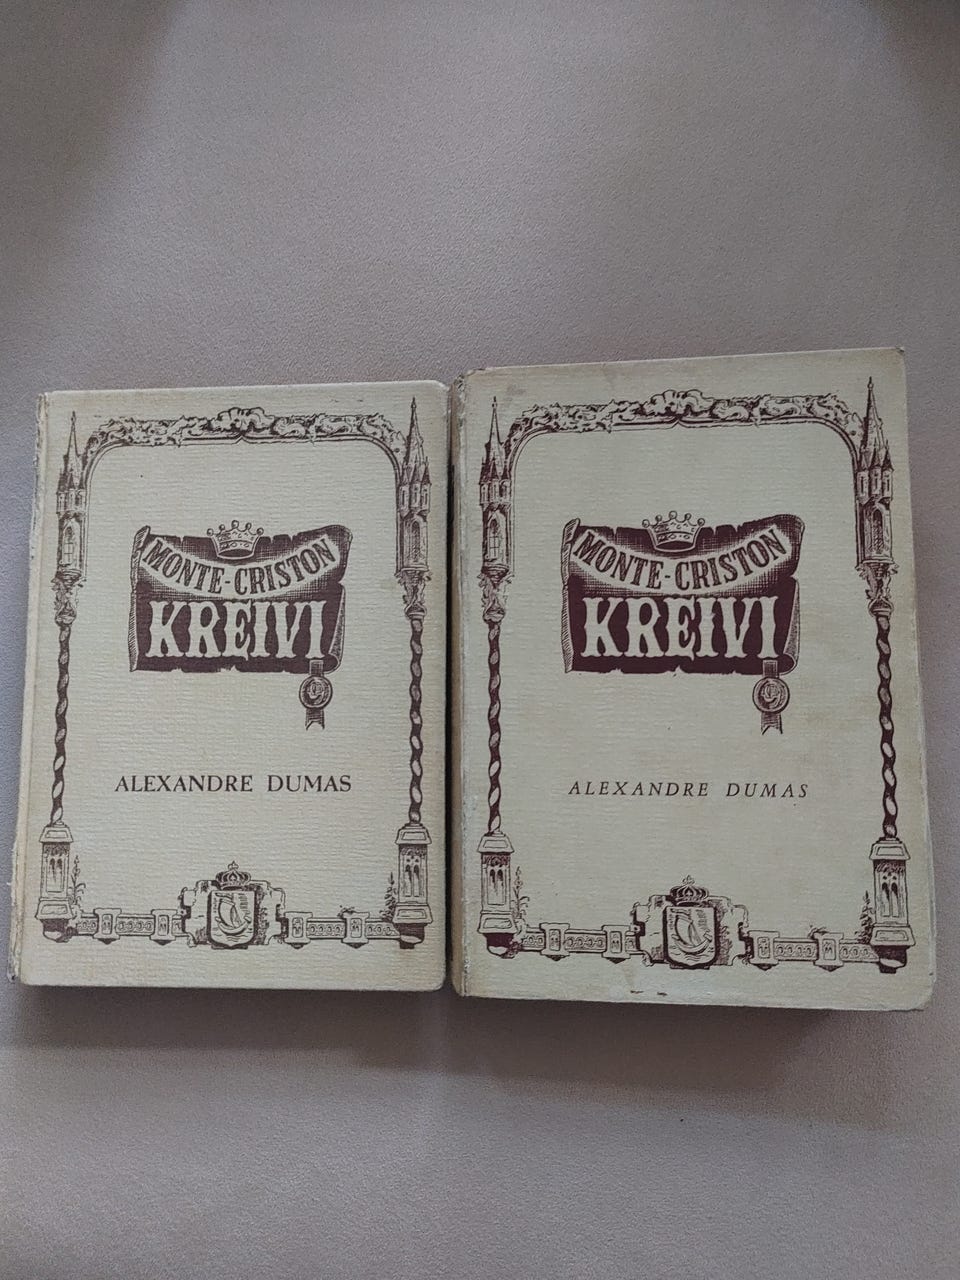 MONTE-CRISTON
KREIVI
ALEXANDRE DUMAS
MONTE-CRISTON
KREIVI
ALEXANDRE DUMAS